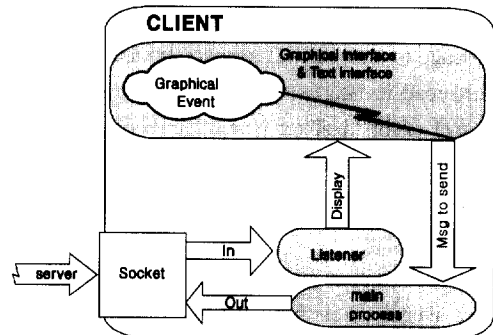 CLIENT
Graphical Interface
& Text Interface
Graphical
Event
Display
Msg to send
server
Socket
In
Listener
Out
main
process